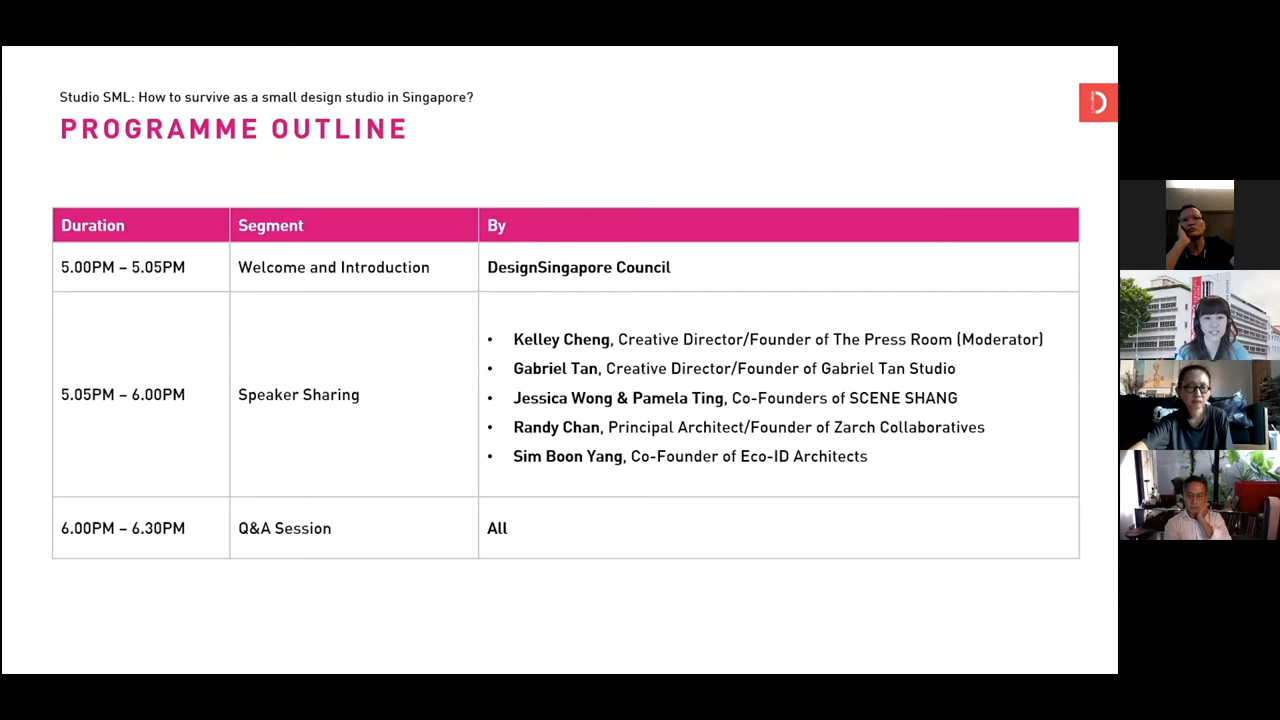 Studio SML: How to survive as a small design studio in Singapore?
PROGRAMME OUTLINE
Duration
Segment
By
5.00PM – 5.05PM
Welcome and Introduction
DesignSingapore Council
5.05PM – 6.00PM
Speaker Sharing
• Kelley Cheng, Creative Director/Founder of The Press Room (Moderator)
• Gabriel Tan, Creative Director/Founder of Gabriel Tan Studio
• Jessica Wong & Pamela Ting, Co-Founders of SCENE SHANG
• Randy Chan, Principal Architect/Founder of Zarch Collaboratives
• Sim Boon Yang, Co-Founder of Eco-ID Architects
6.00PM – 6.30PM
Q&A Session
All